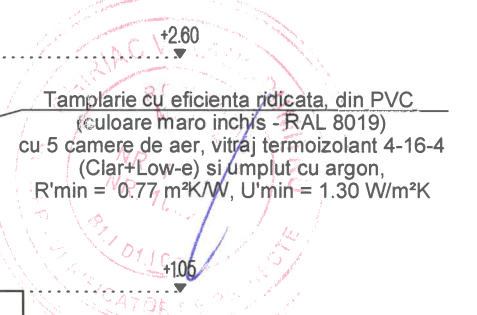 +2.60
Tamplarie cu eficienta ridicata, din PVC
(culoare maro inchis - RAL 8019)
cu 5 camere de aer, vitraj termoizolant 4-16-4
(Clar+Low-e) si umplut cu argon,
R'min = 0.77 m²K/W, U'min = 1.30 W/m²K
+1.05